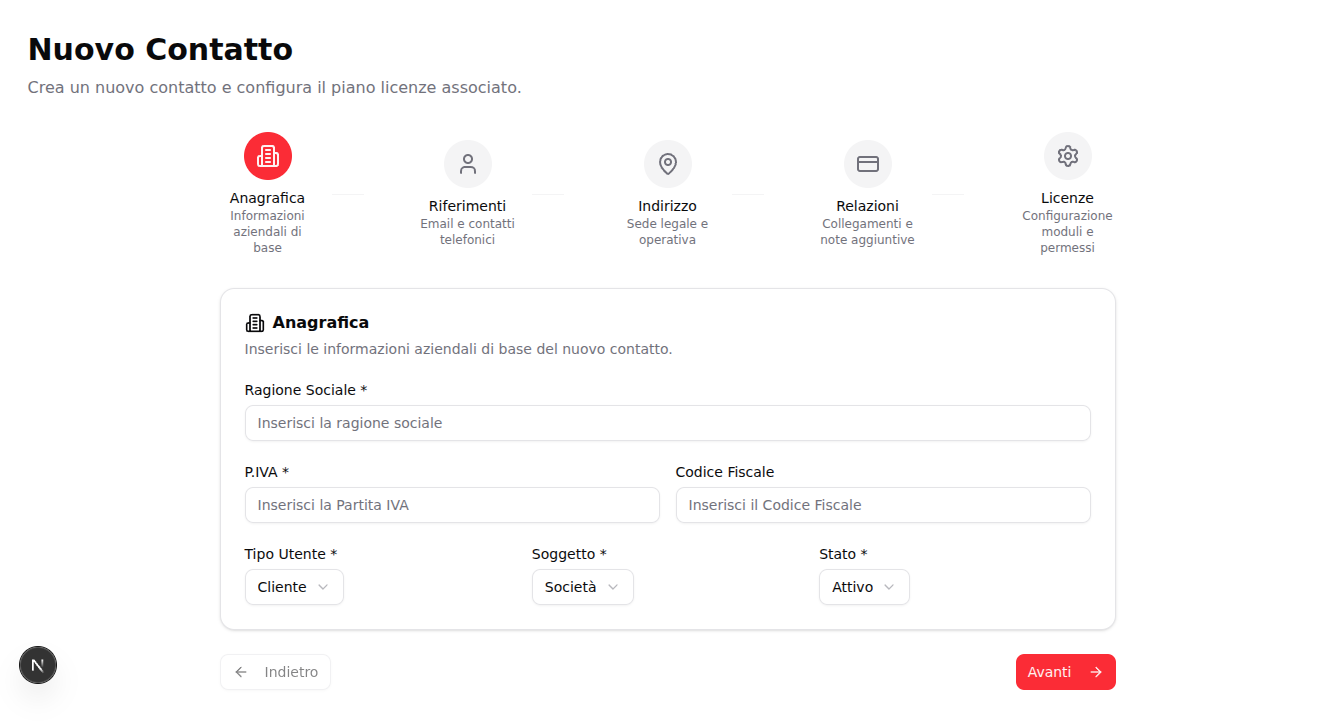 Nuovo Contatto
Crea un nuovo contatto e configura il piano licenze associato.
Anagrafica
Informazioni
aziendali di
base
Riferimenti
Email e contatti
telefonici
Indirizzo
Sede legale e
operativa
Relazioni
Collegamenti e
note aggiuntive
Licenze
Configurazione
moduli e
permessi
Anagrafica
Inserisci le informazioni aziendali di base del nuovo contatto.
Ragione Sociale *
Inserisci la ragione sociale
P.IVA *
Codice Fiscale
Inserisci la Partita IVA
Inserisci il Codice Fiscale
Tipo Utente *
Soggetto *
Stato *
Cliente
Società
Attivo
N
Indietro
Avanti